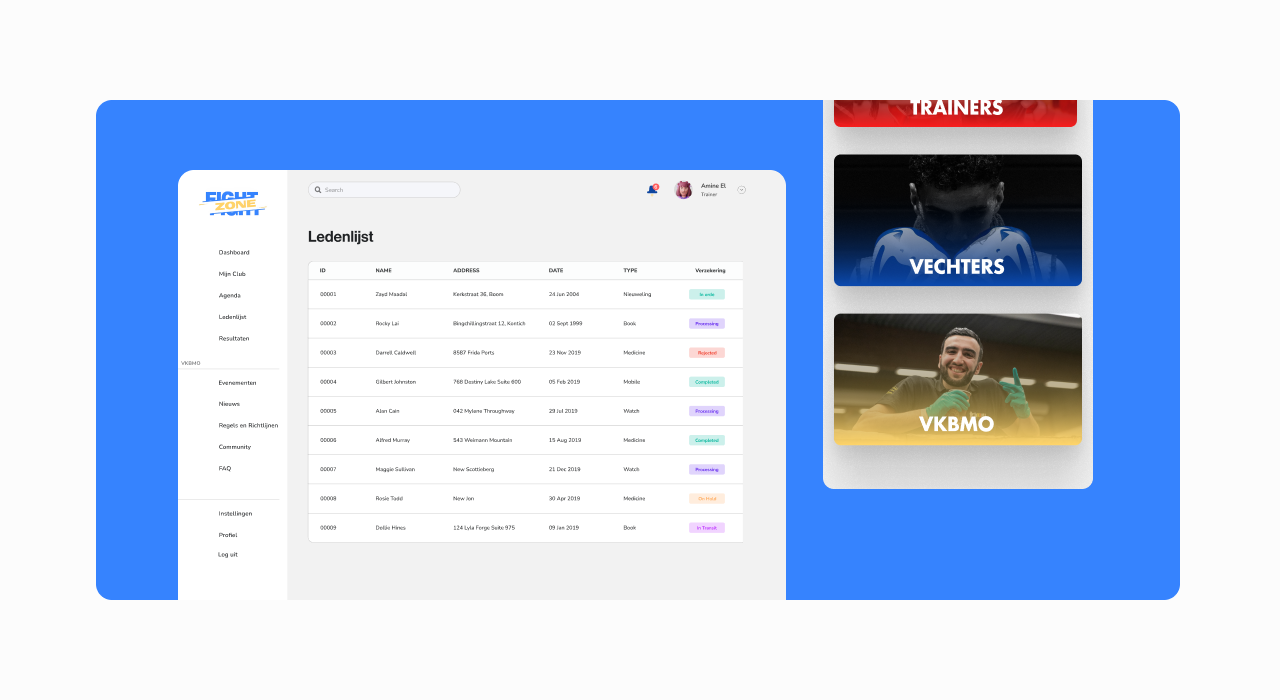 FIGHT
ZONE
Search
Amine El
Trainer
Dashboard
Mijn Club
Agenda
Ledenlijst
Resultaten
VKBMO
Evenementen
Nieuws
Regels en Richtlijnen
Community
FAQ
Instellingen
Profiel
Log uit
Ledenlijst
ID NAME ADDRESS DATE TYPE Verzekering
00001 Zayd Maadal Kerkstraat 36, Boom 24 Jun 2004 Nieuweling In orde
00002 Rocky Lai Bingchillingstraat 12, Kontich 02 Sept 1999 Book Processing
00003 Darrell Caldwell 8587 Frida Ports 23 Nov 2019 Medicine Rejected
00004 Gilbert Johnston 768 Destiny Lake Suite 600 05 Feb 2019 Mobile Completed
00005 Alan Cain 042 Mylene Throughway 29 Jul 2019 Watch Processing
00006 Alfred Murray 543 Weimann Mountain 15 Aug 2019 Medicine Completed
00007 Maggie Sullivan New Scottieberg 21 Dec 2019 Watch Processing
00008 Rosie Todd New Jon 30 Apr 2019 Medicine On Hold
00009 Dollie Hines 124 Lyla Forge Suite 975 09 Jan 2019 Book In Transit
TRAINERS
VECHTERS
VKBMO